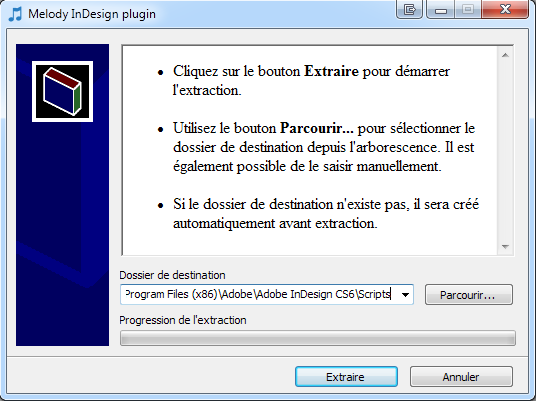 Melody InDesign plugin
Cliquez sur le bouton Extraire pour démarrer
l'extraction.
Utilisez le bouton Parcourir... pour sélectionner le
dossier de destination depuis l'arborescence. Il est
également possible de le saisir manuellement.
Si le dossier de destination n'existe pas, il sera créé
automatiquement avant extraction.
Dossier de destination
Program Files (x86)\Adobe\Adobe InDesign CS6\Scripts
Parcourir...
Progression de l'extraction
Extraire
Annuler